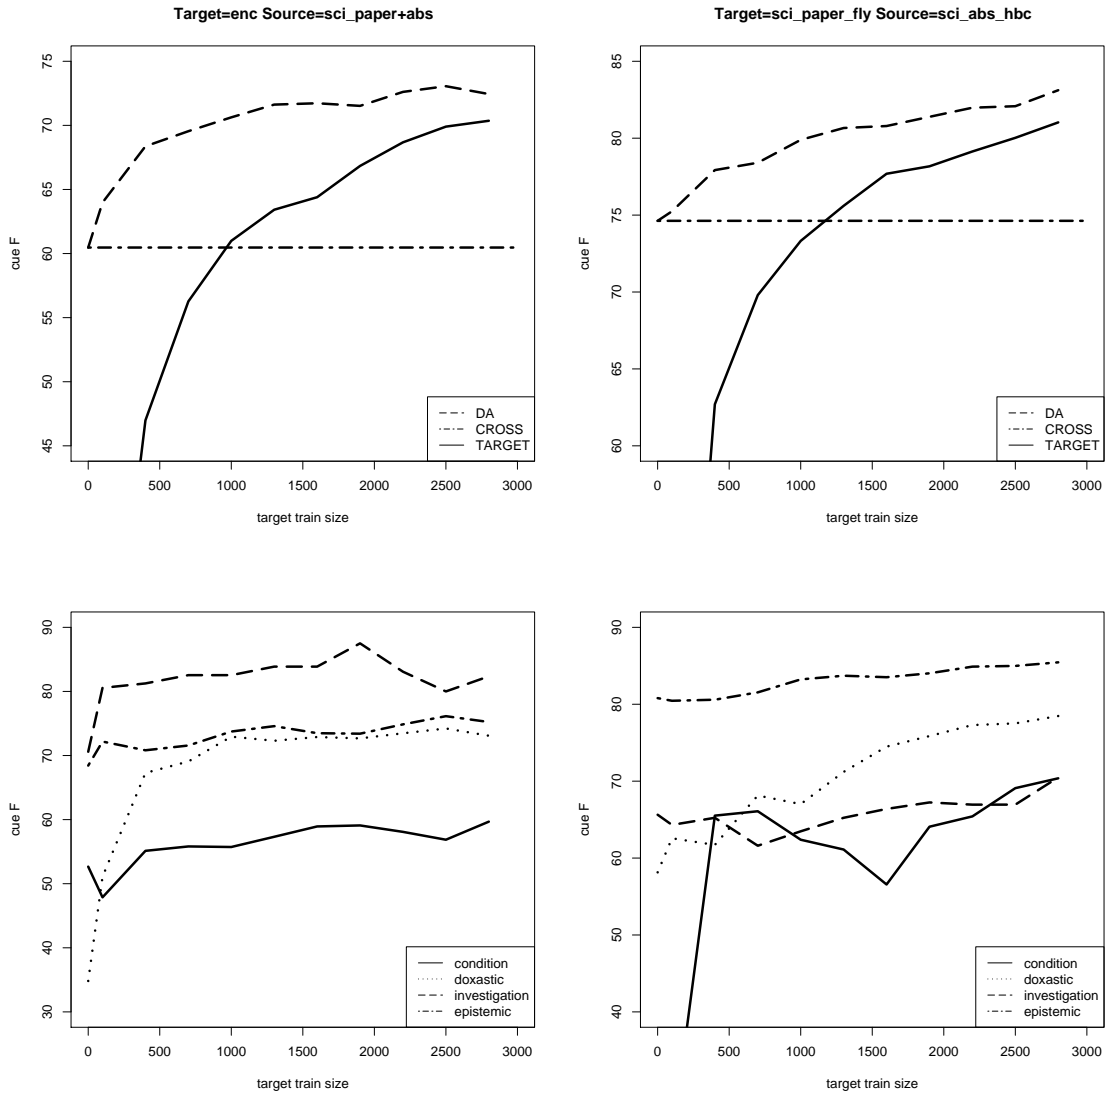 Target=enc Source=sci_paper+abs
75
70
65
60
55
50
45
cue F
DA
CROSS
TARGET
0 500 1000 1500 2000 2500 3000
target train size
Target=sci_paper_fly Source=sci_abs_hbc
85
80
75
70
65
60
cue F
DA
CROSS
TARGET
0 500 1000 1500 2000 2500 3000
target train size
90
80
70
60
50
40
30
cue F
condition
doxastic
investigation
epistemic
0 500 1000 1500 2000 2500 3000
target train size
90
80
70
60
50
40
cue F
condition
doxastic
investigation
epistemic
0 500 1000 1500 2000 2500 3000
target train size